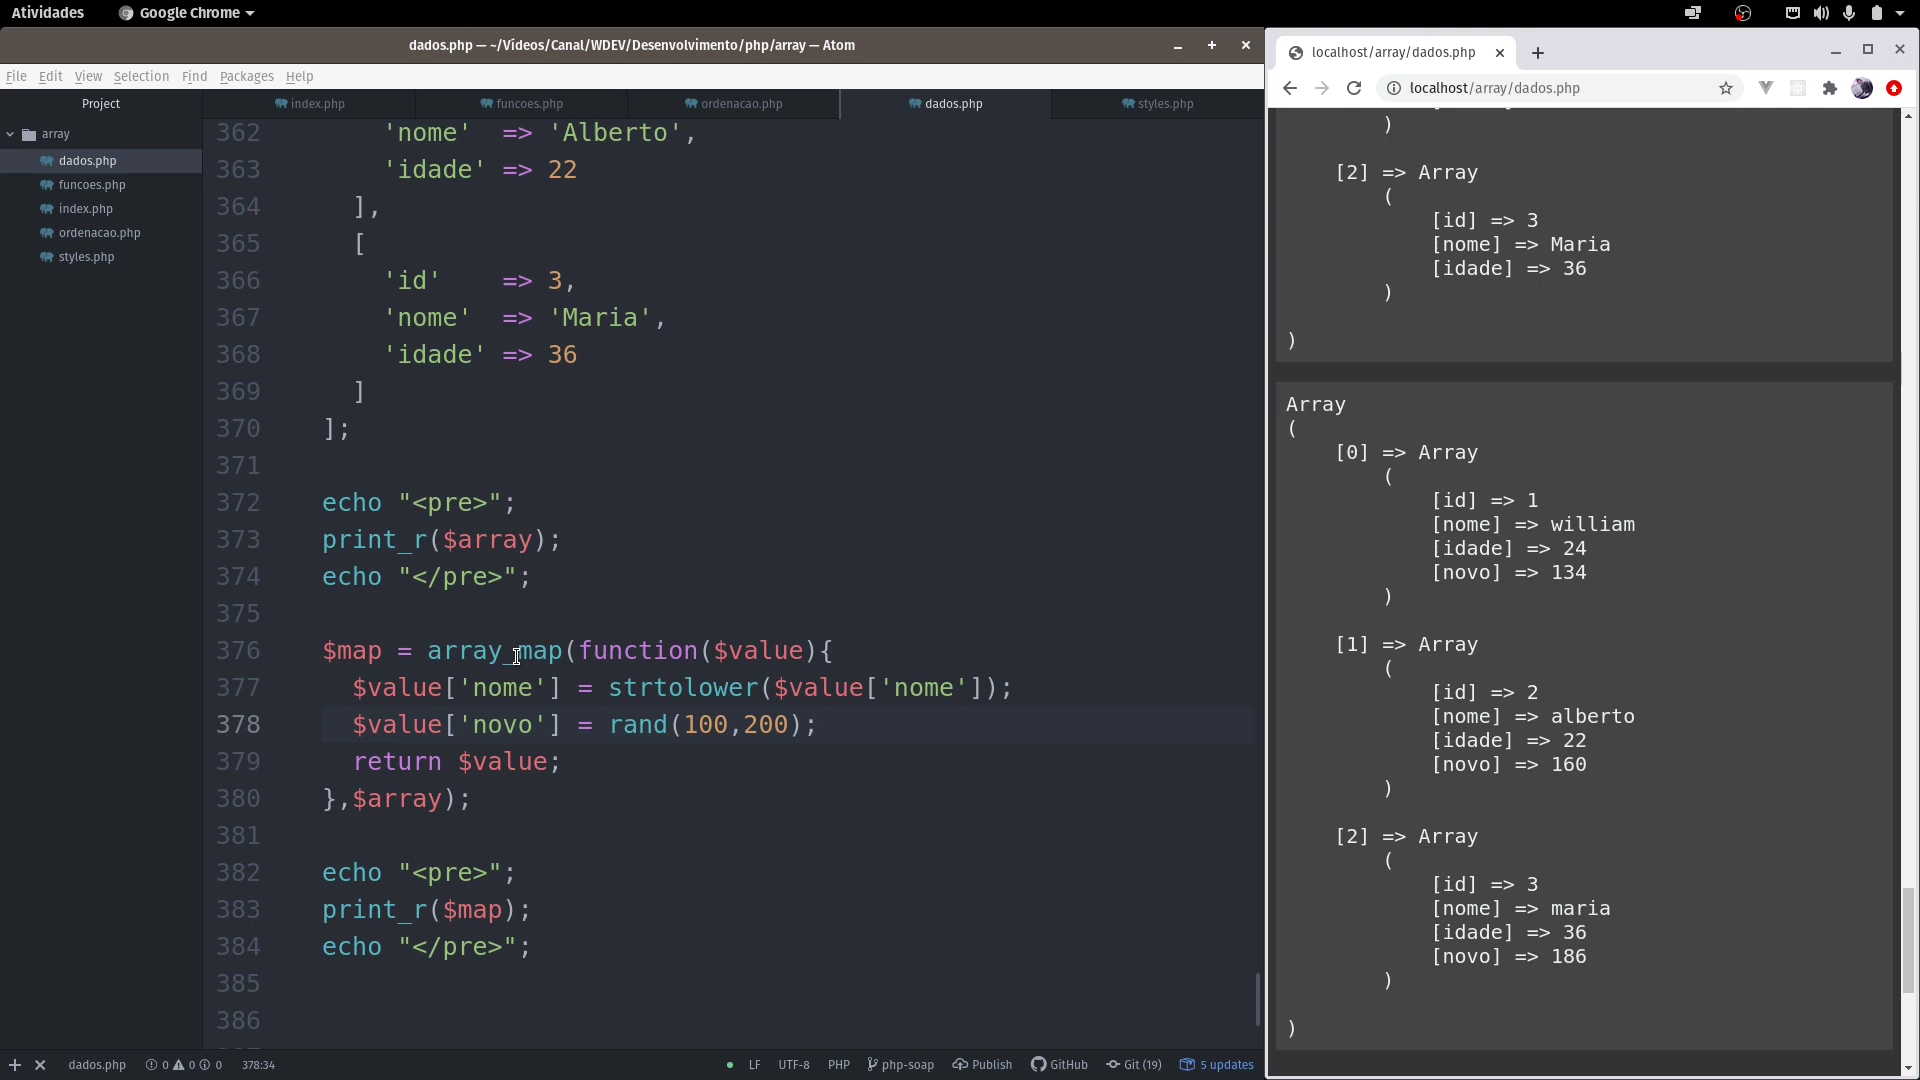 Atividades
Google Chrome
dados.php — ~/Vídeos/Canal/WDEV/Desenvolvimento/php/array — Atom
File Edit View Selection Find Packages Help
Project
index.php
funcoes.php
ordenacao.php
dados.php
styles.php
array
dados.php
funcoes.php
index.php
ordenacao.php
styles.php
362 'nome' => 'Alberto',
363 'idade' => 22
364 ],
365 [
366 'id' => 3,
367 'nome' => 'Maria',
368 'idade' => 36
369 ]
370 ];
371
372 echo "<pre>";
373 print_r($array);
374 echo "</pre>";
375
376 $map = array_map(function($value){
377 $value['nome'] = strtolower($value['nome']);
378 $value['novo'] = rand(100,200);
379 return $value;
380 },$array);
381
382 echo "<pre>";
383 print_r($map);
384 echo "</pre>";
385
386
dados.php 0 0 0 378:34
LF UTF-8 PHP php-soap Publish GitHub Git (19) 5 updates
localhost/array/dados.php
localhost/array/dados.php
)
[2] => Array
(
[id] => 3
[nome] => Maria
[idade] => 36
)
)
Array
(
[0] => Array
(
[id] => 1
[nome] => william
[idade] => 24
[novo] => 134
)
[1] => Array
(
[id] => 2
[nome] => alberto
[idade] => 22
[novo] => 160
)
[2] => Array
(
[id] => 3
[nome] => maria
[idade] => 36
[novo] => 186
)
)